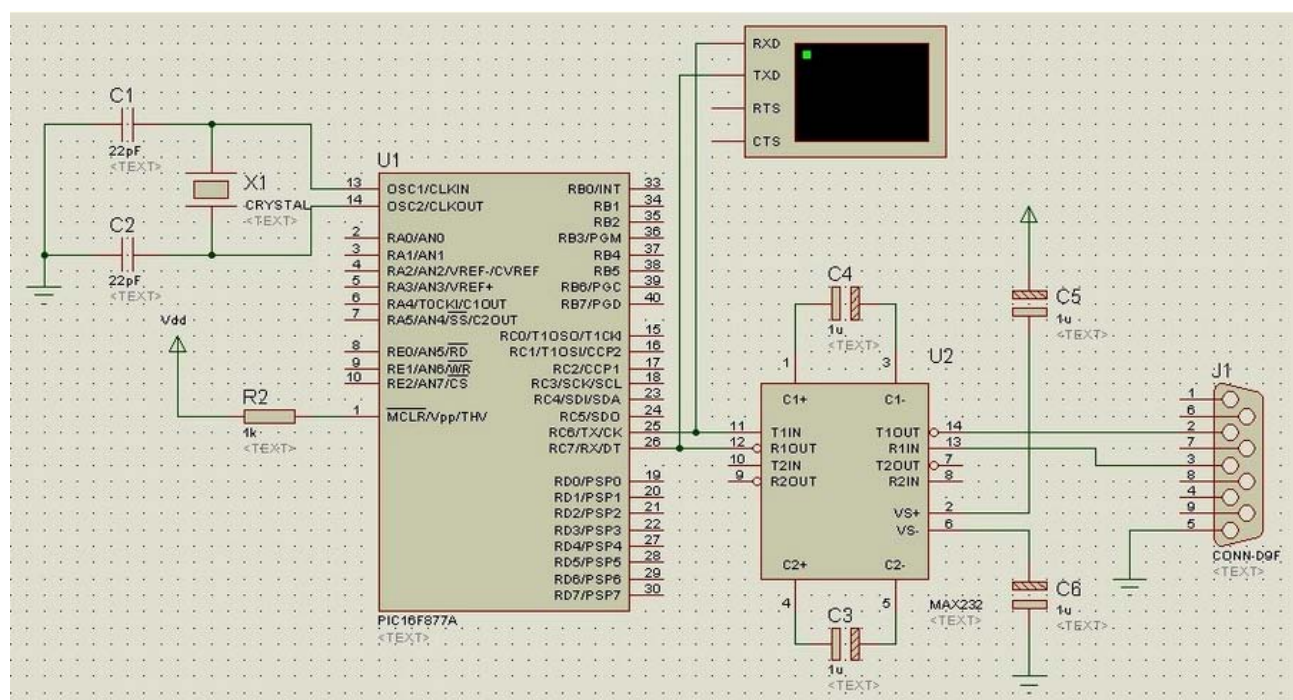 RXD
TXD
RTS
CTS
C1
22pF
<TEXT>
X1
CRYSTAL
<TEXT>
C2
22pF
<TEXT>
Vdd
R2
1k
<TEXT>
U1
13 OSC1/CLKIN
14 OSC2/CLKOUT
2 RA0/AN0
3 RA1/AN1
4 RA2/AN2/VREF-/CVREF
5 RA3/AN3/VREF+
6 RA4/T0CKI/C1OUT
7 RA5/AN4/SS/C2OUT
8 RE0/AN5/RD
9 RE1/AN6/WR
10 RE2/AN7/CS
1 MCLR/Vpp/THV
RB0/INT 33
RB1 34
RB2 35
RB3/PGM 36
RB4 37
RB5 38
RB6/PGC 39
RB7/PGD 40
RC0/T1OSO/T1CKI 15
RC1/T1OSI/CCP2 16
RC2/CCP1 17
RC3/SCK/SCL 18
RC4/SDI/SDA 23
RC5/SDO 24
RC6/TX/CK 25
RC7/RX/DT 26
RD0/PSP0 19
RD1/PSP1 20
RD2/PSP2 21
RD3/PSP3 22
RD4/PSP4 27
RD5/PSP5 28
RD6/PSP6 29
RD7/PSP7 30
PIC16F877A
<TEXT>
C4
1u
<TEXT>
U2
1
3
C1+
C1-
11 T1IN
12 R1OUT
10 T2IN
9 R2OUT
T1OUT 14
R1IN 13
T2OUT 7
R2IN 8
VS+ 2
VS- 6
C2+
C2-
4
5
MAX232
<TEXT>
C3
1u
<TEXT>
C5
1u
<TEXT>
C6
1u
<TEXT>
J1
1
6
2
7
3
8
4
9
5
CONN-D9F
<TEXT>